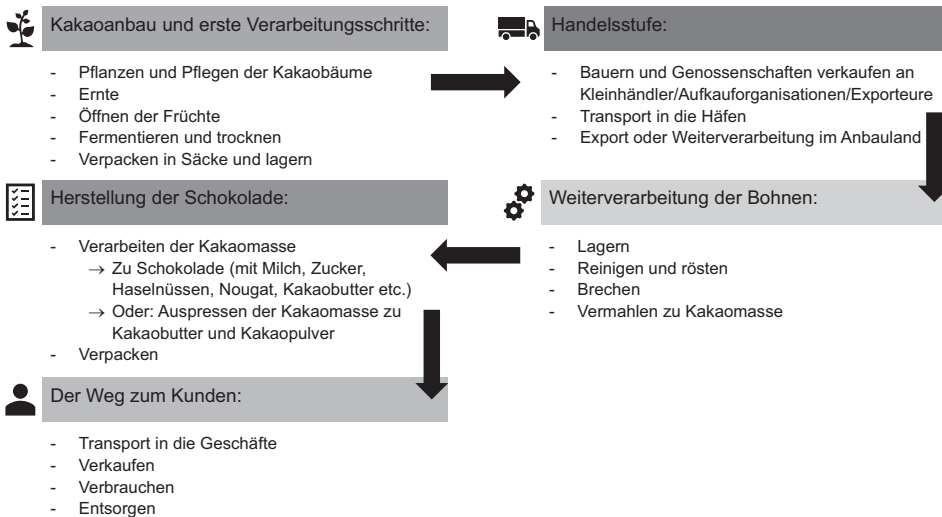 Kakaoanbau und erste Verarbeitungsschritte:
- Pflanzen und Pflegen der Kakaobäume
- Ernte
- Öffnen der Früchte
- Fermentieren und trocknen
- Verpacken in Säcke und lagern
Handelsstufe:
- Bauern und Genossenschaften verkaufen an
Kleinhändler/Aufkauforganisationen/Exporteure
- Transport in die Häfen
- Export oder Weiterverarbeitung im Anbauland
Weiterverarbeitung der Bohnen:
- Lagern
- Reinigen und rösten
- Brechen
- Vermahlen zu Kakaomasse
Herstellung der Schokolade:
- Verarbeiten der Kakaomasse
→ Zu Schokolade (mit Milch, Zucker,
Haselnüssen, Nougat, Kakaobutter etc.)
→ Oder: Auspressen der Kakaomasse zu
Kakaobutter und Kakaopulver
- Verpacken
Der Weg zum Kunden:
- Transport in die Geschäfte
- Verkaufen
- Verbrauchen
- Entsorgen